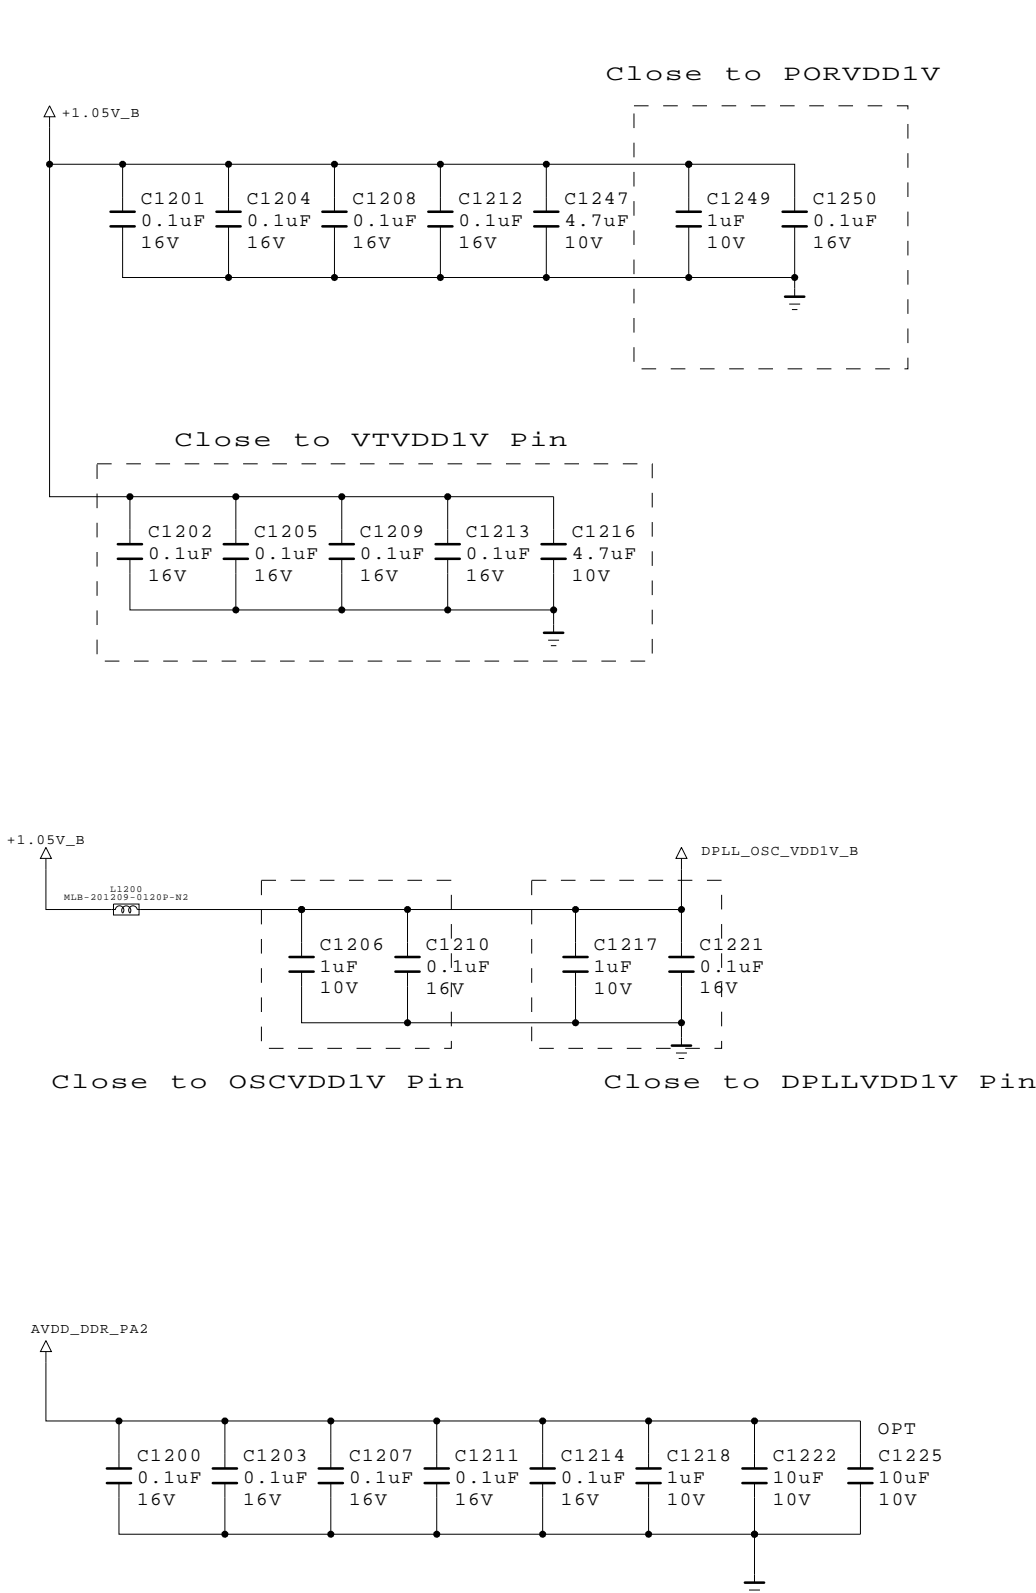 Close to PORVDD1V
+1.05V_B
C1201 C1204 C1208 C1212 C1247 C1249 C1250
0.1uF 0.1uF 0.1uF 0.1uF 4.7uF 1uF 0.1uF
16V 16V 16V 16V 10V 10V 16V
Close to VTVDD1V Pin
C1202 C1205 C1209 C1213 C1216
0.1uF 0.1uF 0.1uF 0.1uF 4.7uF
16V 16V 16V 16V 10V
+1.05V_B
DPLL_OSC_VDD1V_B
L1200
MLB-201209-0120P-N2
C1206 C1210 C1217 C1221
1uF 0.1uF 1uF 0.1uF
10V 16V 10V 16V
Close to OSCVDD1V Pin
Close to DPLLVDD1V Pin
AVDD_DDR_PA2
OPT
C1200 C1203 C1207 C1211 C1214 C1218 C1222 C1225
0.1uF 0.1uF 0.1uF 0.1uF 0.1uF 1uF 10uF 10uF
16V 16V 16V 16V 16V 10V 10V 10V